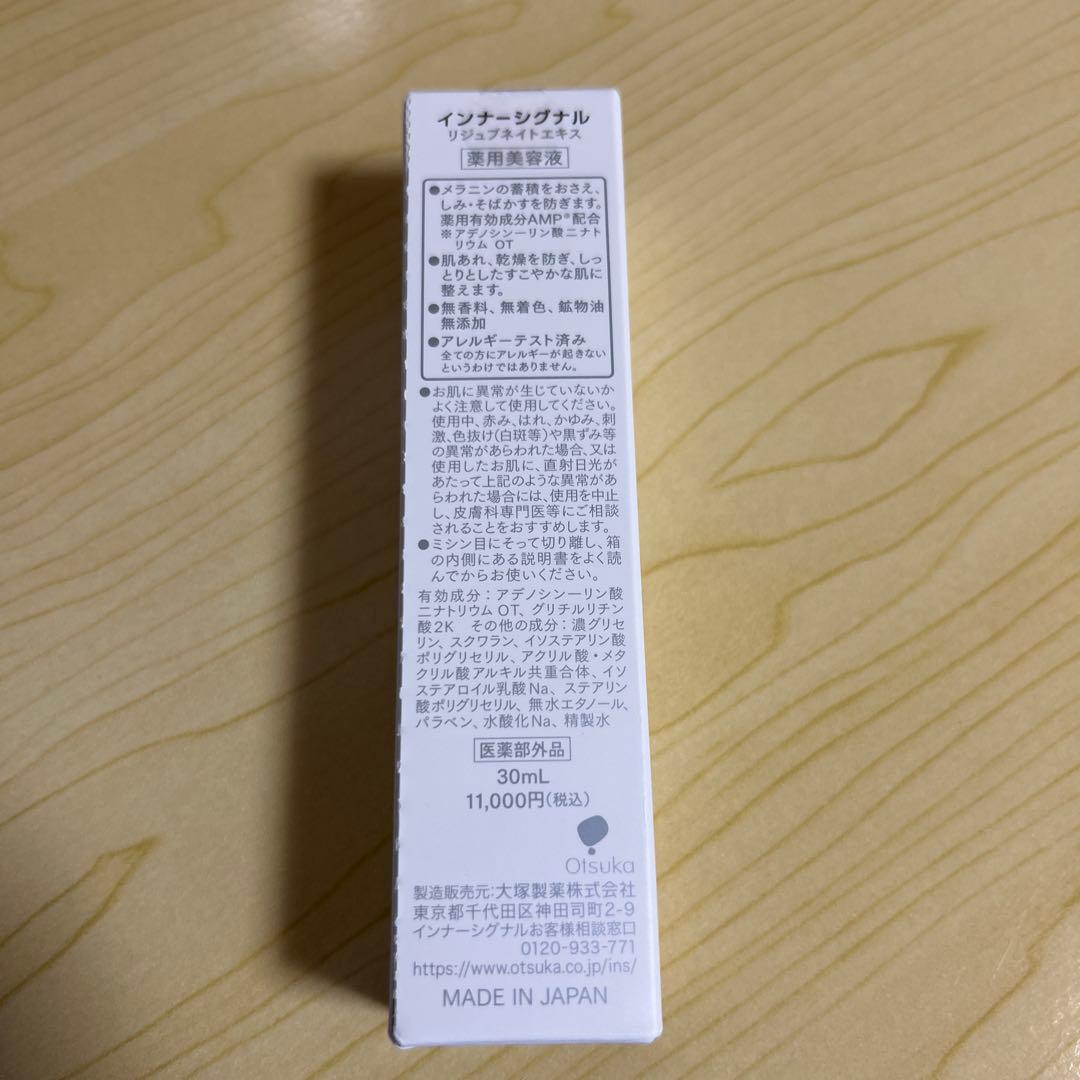 インナーシグナル
リジュブネイトエキス
薬用美容液
●メラニンの蓄積をおさえ、
しみ・そばかすを防ぎます。
薬用有効成分AMP※配合
※アデノシン一リン酸二ナト
リウム OT
●肌あれ、乾燥を防ぎ、しっ
とりとしたすこやかな肌に
整えます。
●無香料、無着色、鉱物油
無添加
●アレルギーテスト済み
全ての方にアレルギーが起きない
というわけではありません。
●お肌に異常が生じていないか
よく注意して使用してください。
使用中、赤み、はれ、かゆみ、刺
激、色抜け(白斑等)や黒ずみ等
の異常があらわれた場合、又は
使用したお肌に、直射日光が
あたって上記のような異常があ
らわれた場合には、使用を中止
し、皮膚科専門医等にご相談
されることをおすすめします。
●ミシン目にそって切り離し、箱
の内側にある説明書をよく読
んでからお使いください。
有効成分：アデノシン一リン酸
二ナトリウム OT、グリチルリチン
酸2K その他の成分：濃グリセ
リン、スクワラン、イソステアリン酸
ポリグリセリル、アクリル酸・メタ
クリル酸アルキル共重合体、イソ
ステアロイル乳酸Na、ステアリン
酸ポリグリセリル、無水エタノール、
パラベン、水酸化Na、精製水
医薬部外品
30mL
11,000円(税込)
Otsuka
製造販売元：大塚製薬株式会社
東京都千代田区神田司町2-9
インナーシグナルお客様相談窓口
0120-933-771
https://www.otsuka.co.jp/ins/
MADE IN JAPAN